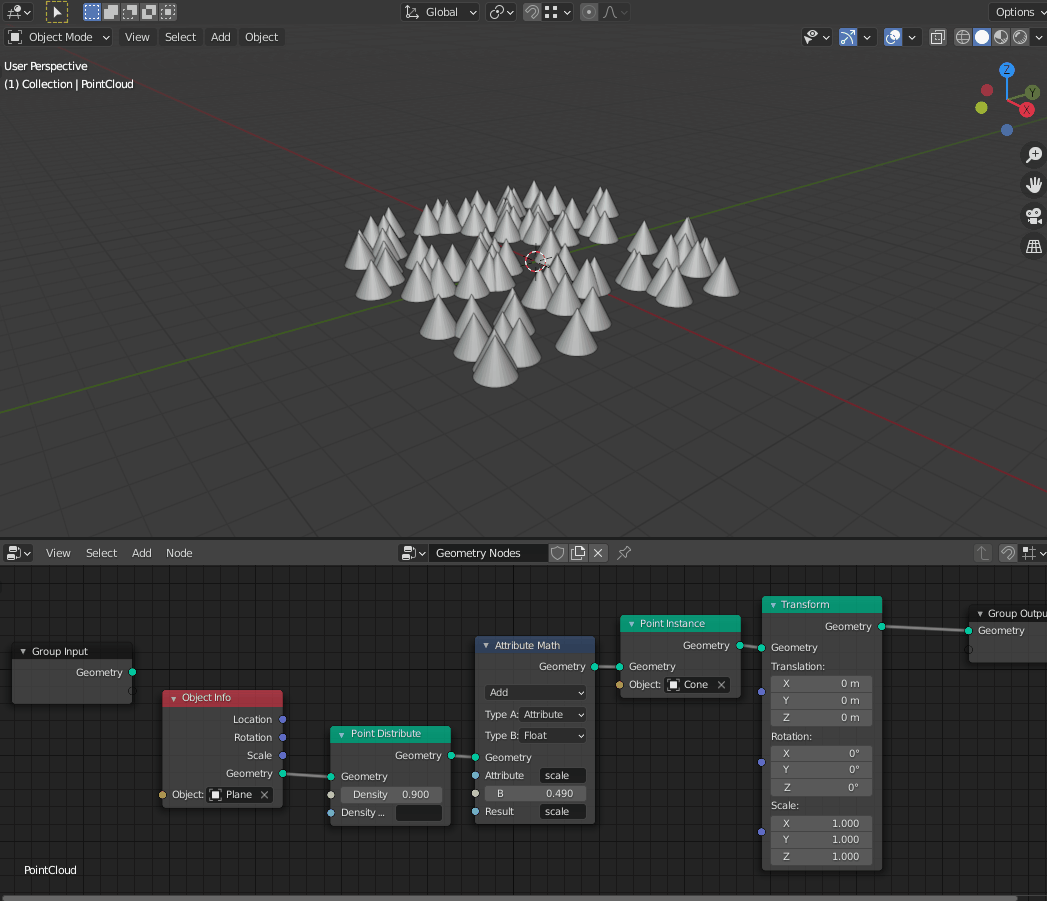 Global
Options
Object Mode
View
Select
Add
Object
User Perspective
(1) Collection | PointCloud
Z
Y
X
View
Select
Add
Node
Geometry Nodes
Group Input
Geometry
Object Info
Location
Rotation
Scale
Geometry
Object:
Plane
Point Distribute
Geometry
Geometry
Density 0.900
Density ...
Attribute Math
Geometry
Add
Type A: Attribute
Type B: Float
Geometry
Attribute scale
B 0.490
Result scale
Point Instance
Geometry
Geometry
Object: Cone
Transform
Geometry
Geometry
Translation:
X 0 m
Y 0 m
Z 0 m
Rotation:
X 0°
Y 0°
Z 0°
Scale:
X 1.000
Y 1.000
Z 1.000
Group Outpu
Geometry
PointCloud